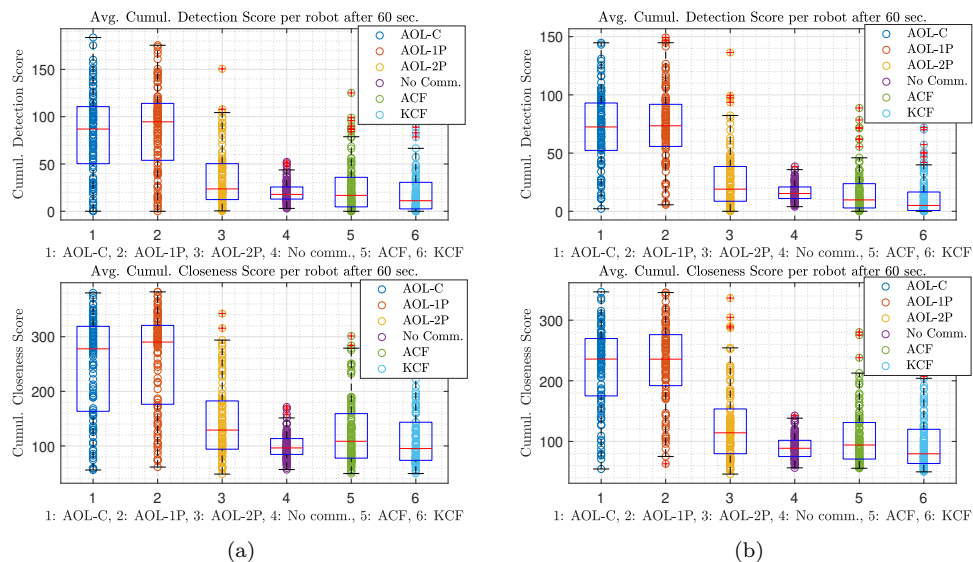 Avg. Cumul. Detection Score per robot after 60 sec.
Cumul. Detection Score
150
100
50
0
AOL-C
AOL-1P
AOL-2P
No Comm.
ACF
KCF
1 2 3 4 5 6
1: AOL-C, 2: AOL-1P, 3: AOL-2P, 4: No comm., 5: ACF, 6: KCF
Avg. Cumul. Closeness Score per robot after 60 sec.
Cumul. Closeness Score
300
200
100
AOL-C
AOL-1P
AOL-2P
No Comm.
ACF
KCF
1 2 3 4 5 6
1: AOL-C, 2: AOL-1P, 3: AOL-2P, 4: No comm., 5: ACF, 6: KCF
(a)
Avg. Cumul. Detection Score per robot after 60 sec.
Cumul. Detection Score
150
100
50
0
AOL-C
AOL-1P
AOL-2P
No Comm.
ACF
KCF
1 2 3 4 5 6
1: AOL-C, 2: AOL-1P, 3: AOL-2P, 4: No comm., 5: ACF, 6: KCF
Avg. Cumul. Closeness Score per robot after 60 sec.
Cumul. Closeness Score
300
200
100
AOL-C
AOL-1P
AOL-2P
No Comm.
ACF
KCF
1 2 3 4 5 6
1: AOL-C, 2: AOL-1P, 3: AOL-2P, 4: No comm., 5: ACF, 6: KCF
(b)